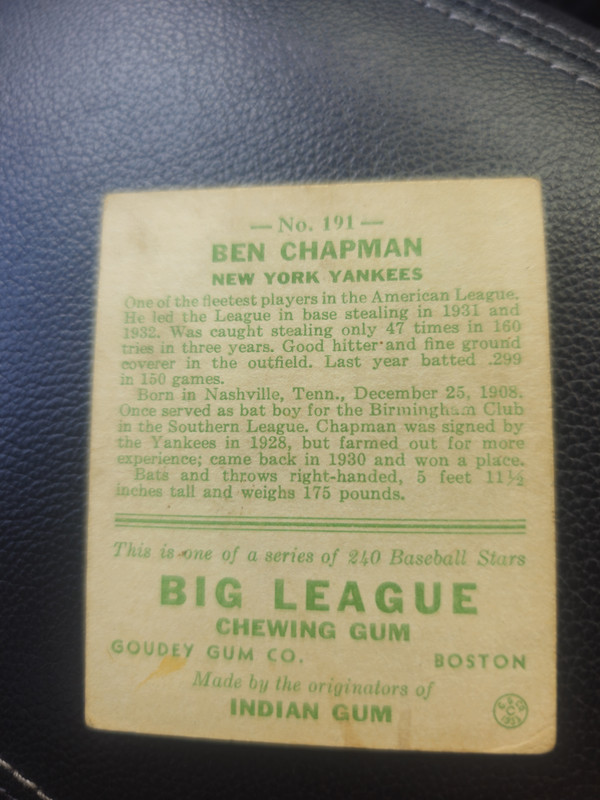 — No. 191 —
BEN CHAPMAN
NEW YORK YANKEES
One of the fleetest players in the American League.
He led the League in base stealing in 1931 and
1932. Was caught stealing only 47 times in 160
tries in three years. Good hitter and fine ground
coverer in the outfield. Last year batted .299
in 150 games.
Born in Nashville, Tenn., December 25, 1908.
Once served as bat boy for the Birmingham Club
in the Southern League. Chapman was signed by
the Yankees in 1928, but farmed out for more
experience; came back in 1930 and won a place.
Bats and throws right-handed, 5 feet 11½
inches tall and weighs 175 pounds.
This is one of a series of 240 Baseball Stars
BIG LEAGUE
CHEWING GUM
GOUDEY GUM CO. BOSTON
Made by the originators of
INDIAN GUM